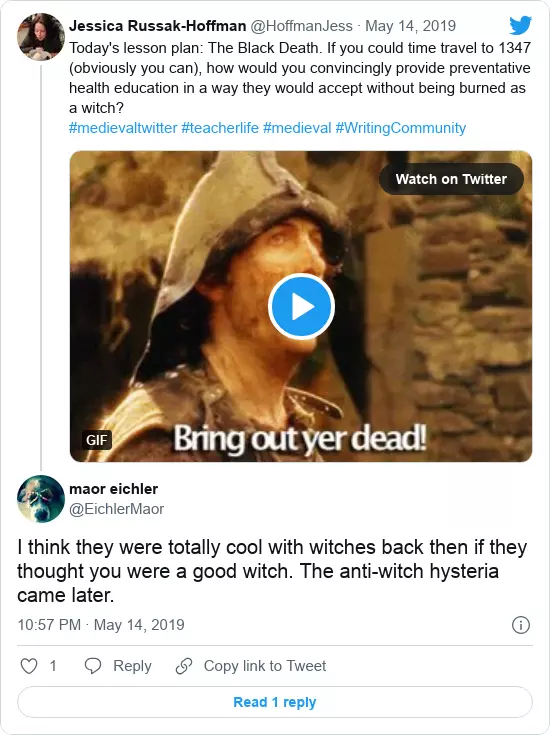 Jessica Russak-Hoffman @HoffmanJess · May 14, 2019
Today's lesson plan: The Black Death. If you could time travel to 1347
(obviously you can), how would you convincingly provide preventative
health education in a way they would accept without being burned as
a witch?
#medievaltwitter #teacherlife #medieval #WritingCommunity
Watch on Twitter
GIF
Bring out yer dead!
maor eichler
@EichlerMaor
I think they were totally cool with witches back then if they
thought you were a good witch. The anti-witch hysteria
came later.
10:57 PM · May 14, 2019
1 Reply Copy link to Tweet
Read 1 reply